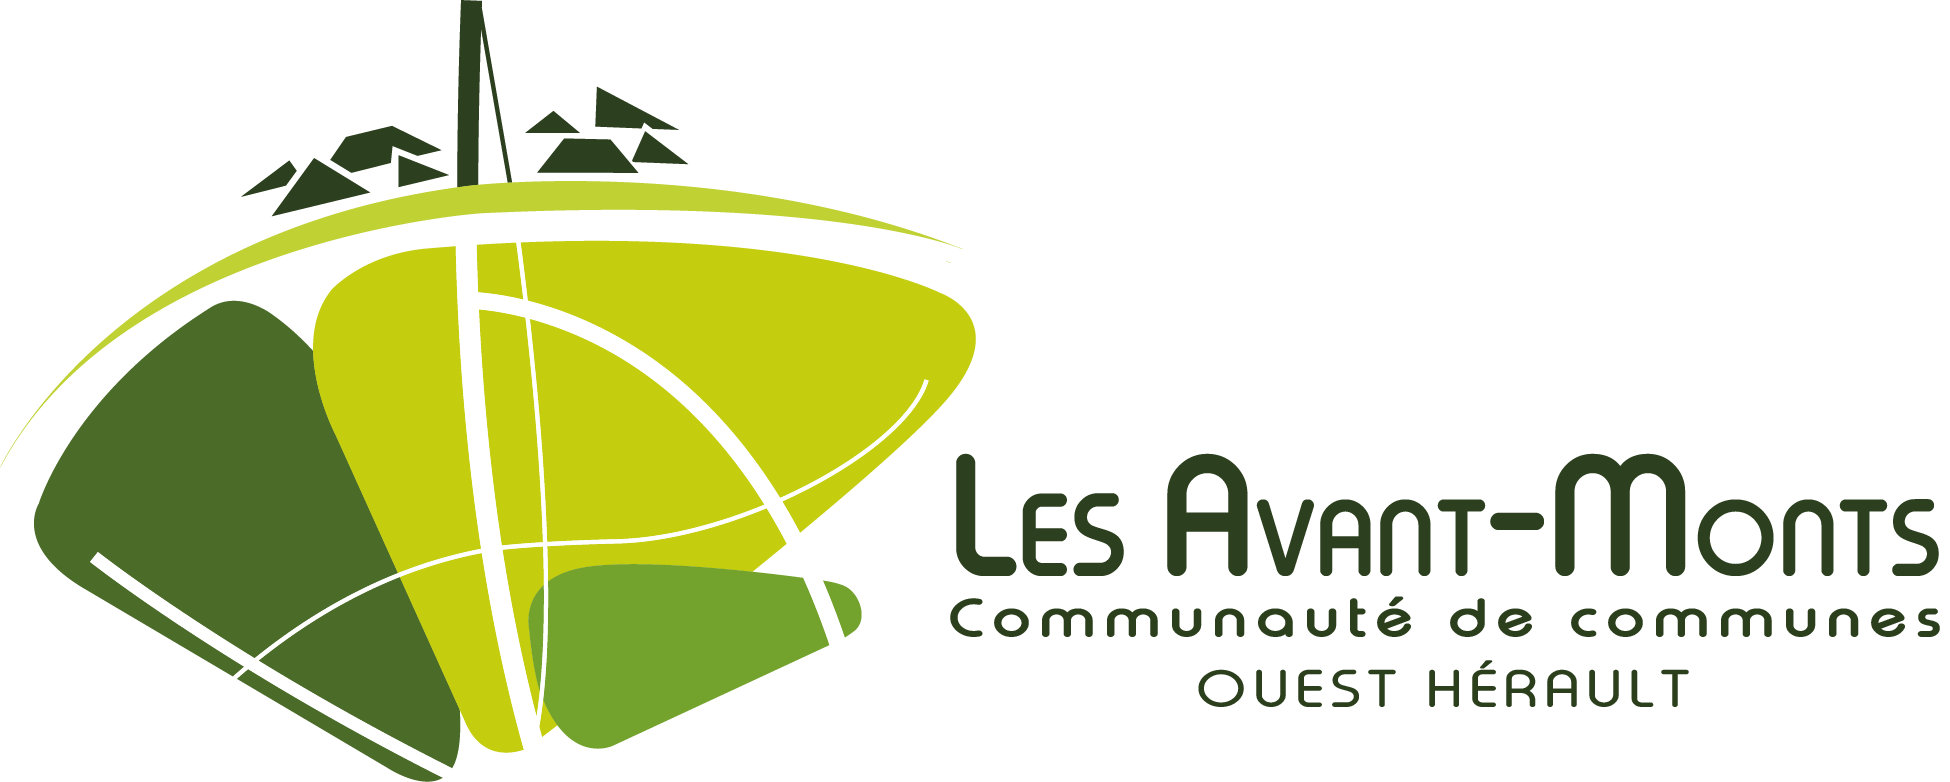 Les Avant-Monts
Communauté de communes
OUEST HÉRAULT